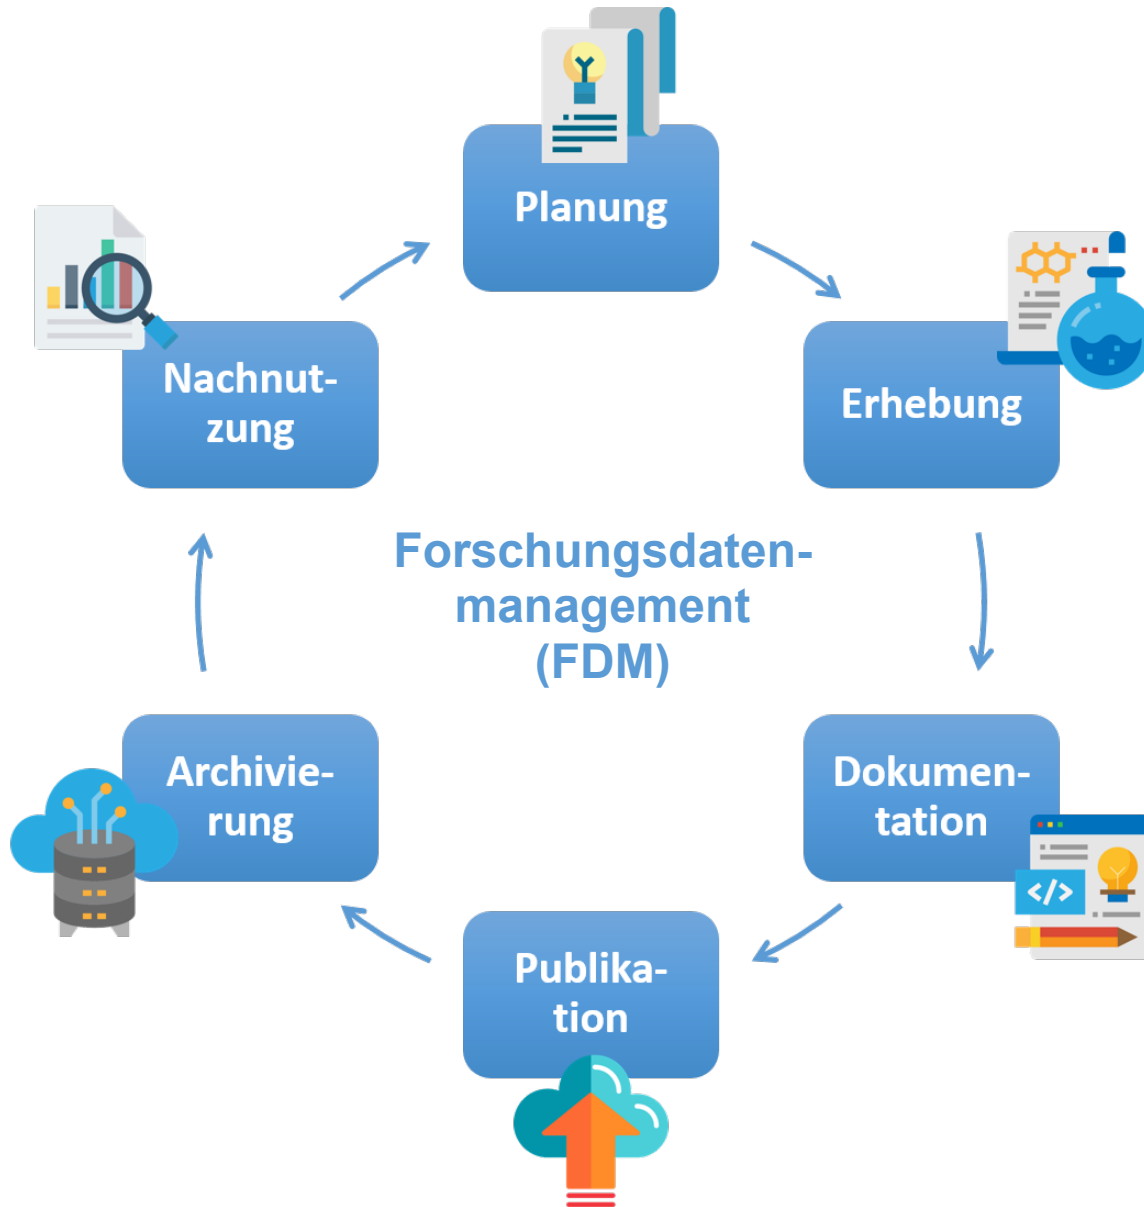 Planung
Erhebung
Dokumen-
tation
Publika-
tion
Archivie-
rung
Nachnut-
zung
Forschungsdaten-
management
(FDM)
</>